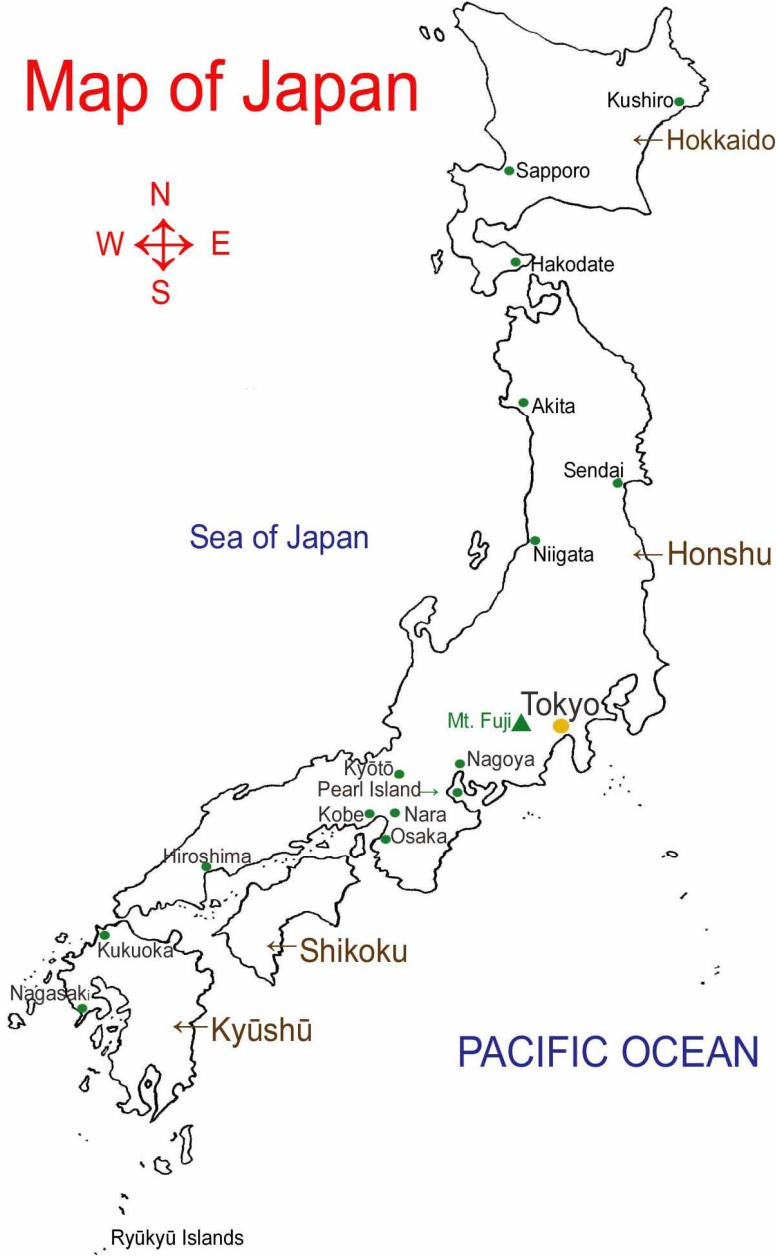 Map of Japan
N
W E
S
Kushiro
←Hokkaido
Sapporo
Hakodate
Akita
Sendai
Sea of Japan
Niigata
←Honshu
Tokyo
Mt. Fuji
Nagoya
Kyōtō
Pearl Island→
Kobe
Nara
Osaka
Hiroshima
Kukuoka
←Shikoku
Nagasaki
←Kyūshū
PACIFIC OCEAN
Ryūkyū Islands